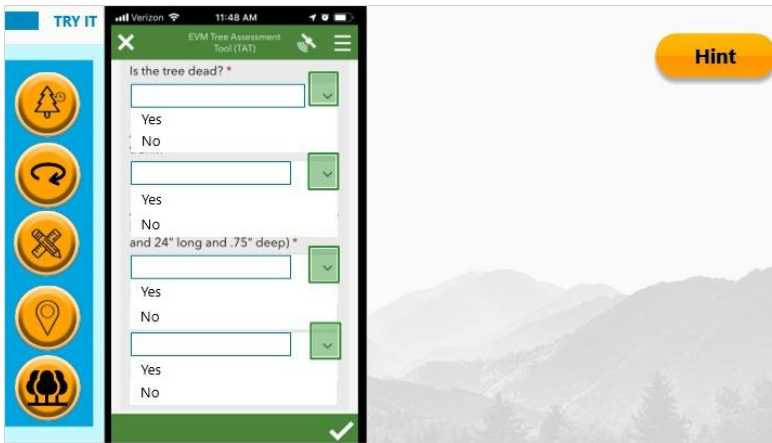 TRY IT
Verizon 11:48 AM
EVM Tree Assessment
Tool (TAT)
Hint
Is the tree dead? *
Yes
No
Yes
No
and 24" long and .75" deep) *
Yes
No
Yes
No